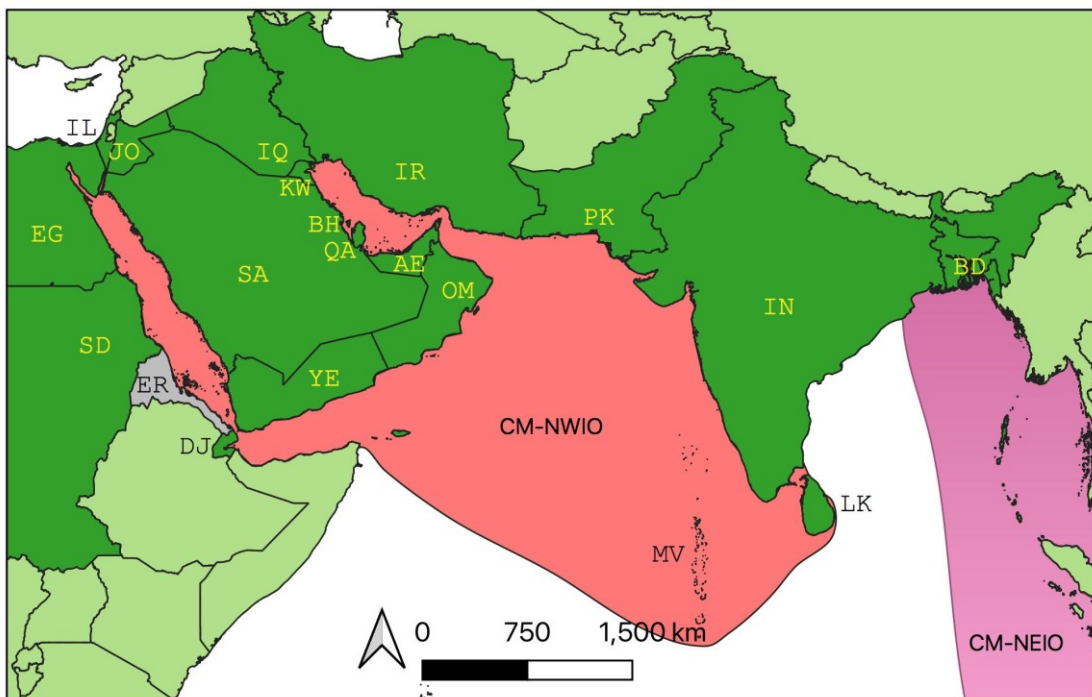 IL
JO
IQ
IR
KW
PK
BH
EG
QA
BD
AE
SA
OM
IN
SD
YE
ER
CM-NWIO
DJ
LK
MV
0 750 1,500 km
CM-NEIO